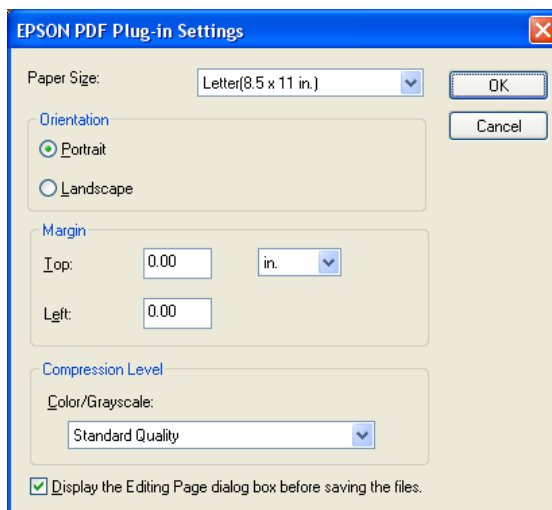 EPSON PDF Plug-in Settings
Paper Size: Letter(8.5 x 11 in.) OK
Cancel
Orientation
Portrait
Landscape
Margin
Top: 0.00 in.
Left: 0.00
Compression Level
Color/Grayscale:
Standard Quality
Display the Editing Page dialog box before saving the files.